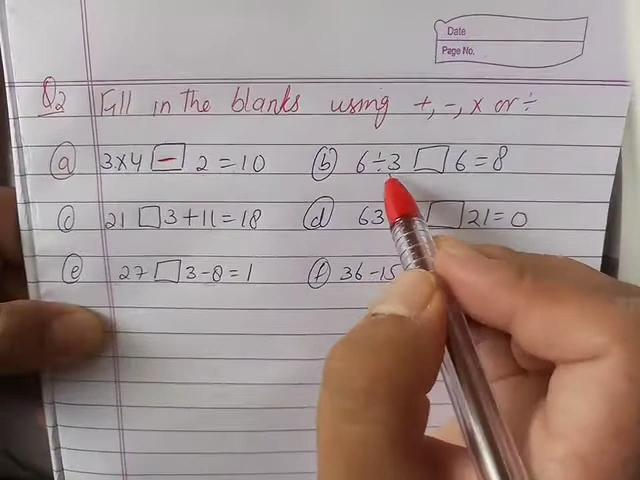 Date
Page No.
Q2 Fill in the blanks using +, -, x or ÷
(a) 3x4 [-] 2 = 10 (b) 6÷3 □ 6 = 8
(c) 21 □ 3 + 11 = 18 (d) 63 □ 21 = 0
(e) 27 □ 3 - 8 = 1 (f) 36 - 15